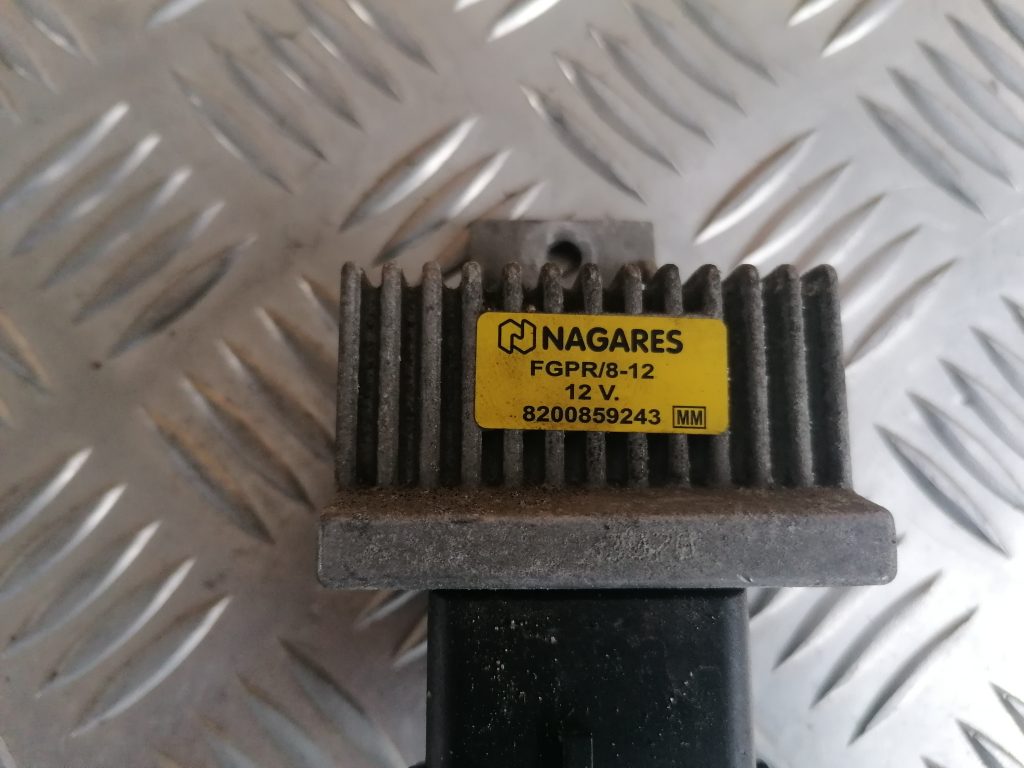 NAGARES
FGPR/8-12
12 V.
8200859243 MM